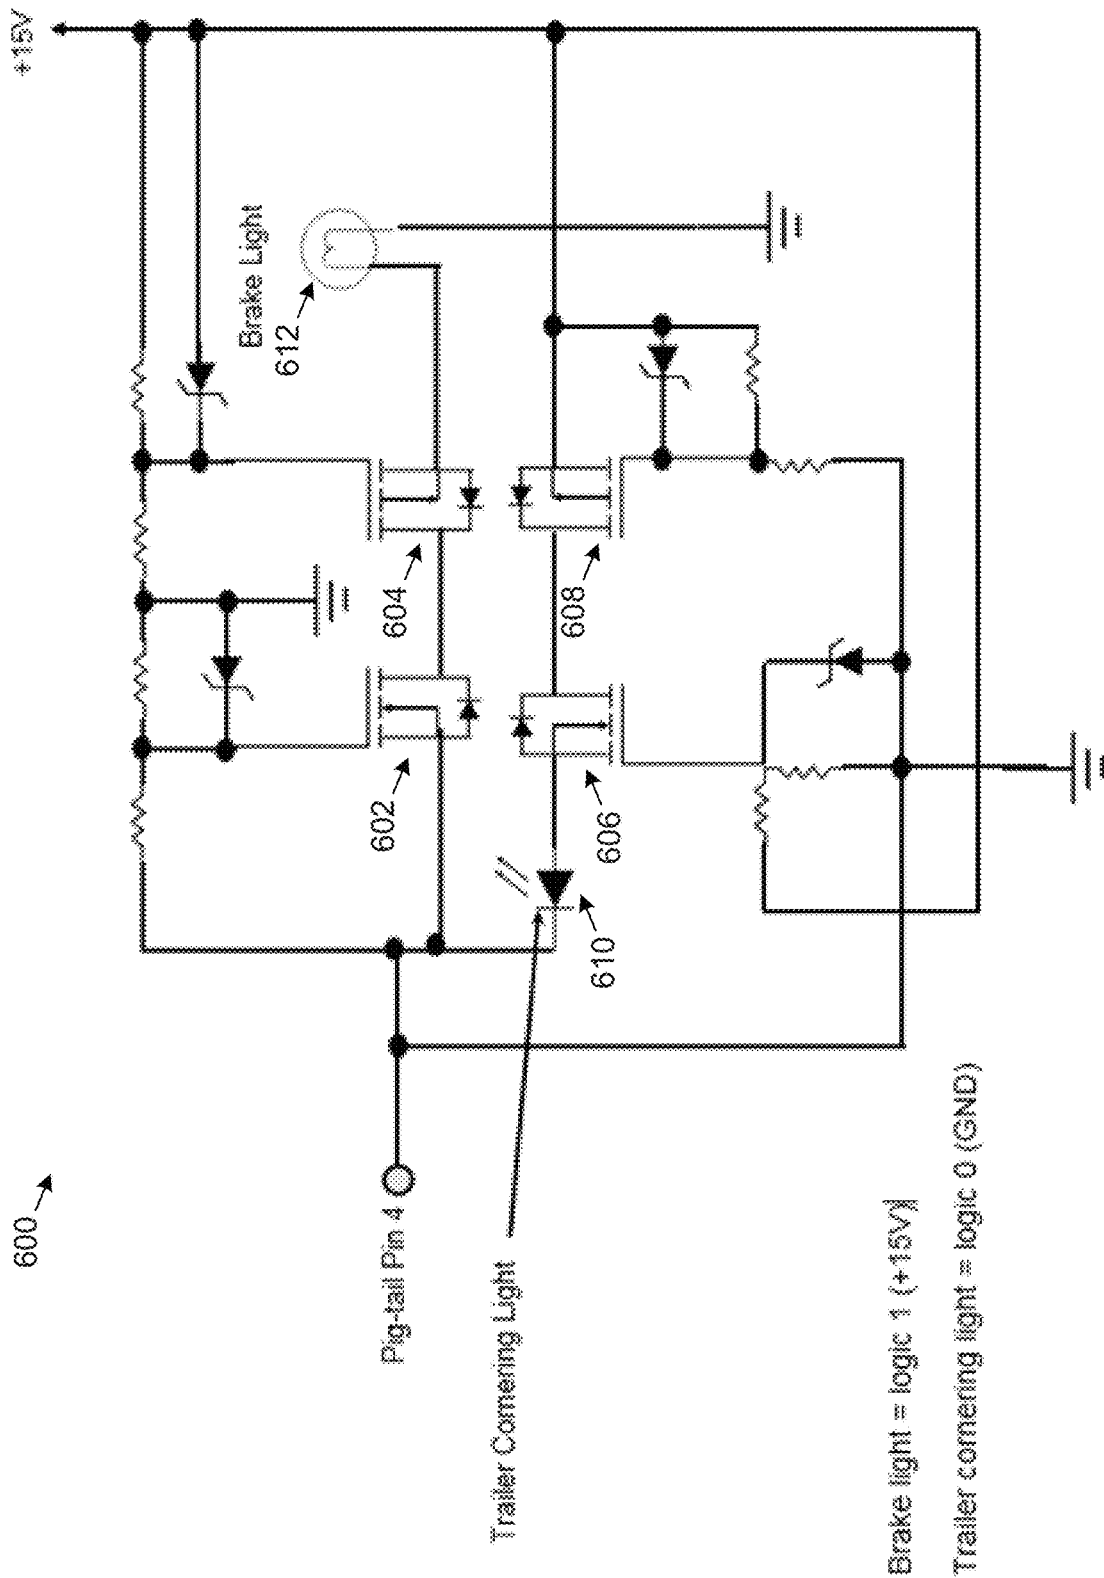 600
Pig-tail Pin 4
Trailer Cornering Light
Brake light = logic 1 (+15V)
Trailer cornering light = logic 0 (GND)
602
604
606
608
610
612
Brake Light
+15V